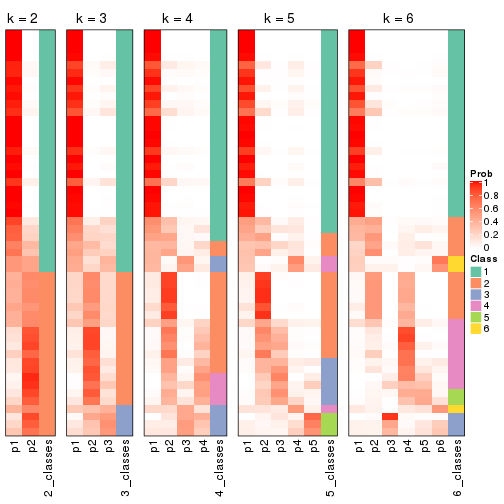 k = 2
k = 3
k = 4
k = 5
k = 6
Prob
1
0.8
0.6
0.4
0.2
0
Class
1
2
3
4
5
6
p1
p2
2_classes
p1
p2
p3
3_classes
p1
p2
p3
p4
4_classes
p1
p2
p3
p4
p5
5_classes
p1
p2
p3
p4
p5
p6
6_classes